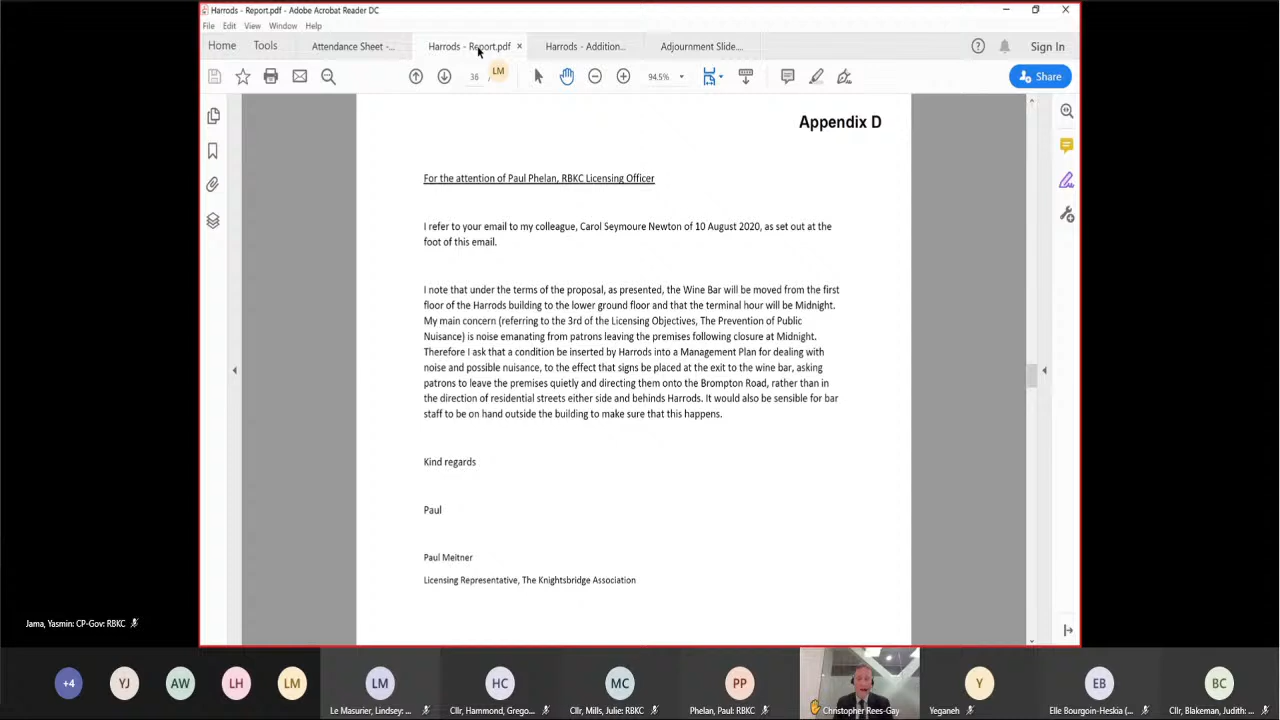 Harrods - Report.pdf - Adobe Acrobat Reader DC
File Edit View Window Help
Home Tools Attendance Sheet -... Harrods - Report.pdf × Harrods - Addition... Adjournment Slide.... Sign In
36 / LM 94.5% Share
Appendix D
For the attention of Paul Phelan, RBKC Licensing Officer
I refer to your email to my colleague, Carol Seymoure Newton of 10 August 2020, as set out at the
foot of this email.
I note that under the terms of the proposal, as presented, the Wine Bar will be moved from the first
floor of the Harrods building to the lower ground floor and that the terminal hour will be Midnight.
My main concern (referring to the 3rd of the Licensing Objectives, The Prevention of Public
Nuisance) is noise emanating from patrons leaving the premises following closure at Midnight.
Therefore I ask that a condition be inserted by Harrods into a Management Plan for dealing with
noise and possible nuisance, to the effect that signs be placed at the exit to the wine bar, asking
patrons to leave the premises quietly and directing them onto the Brompton Road, rather than in
the direction of residential streets either side and behinds Harrods. It would also be sensible for bar
staff to be on hand outside the building to make sure that this happens.
Kind regards
Paul
Paul Meitner
Licensing Representative, The Knightsbridge Association
Jama, Yasmin: CP-Gov: RBKC
+4 YJ AW LH LM LM HC MC PP Y EB BC
Le Masurier, Lindsey: ... Cllr, Hammond, Grego... Cllr, Mills, Julie: RBKC Phelan, Paul: RBKC Christopher Rees-Gay Yeganeh Elle Bourgoin-Heskia (... Cllr, Blakeman, Judith: ...